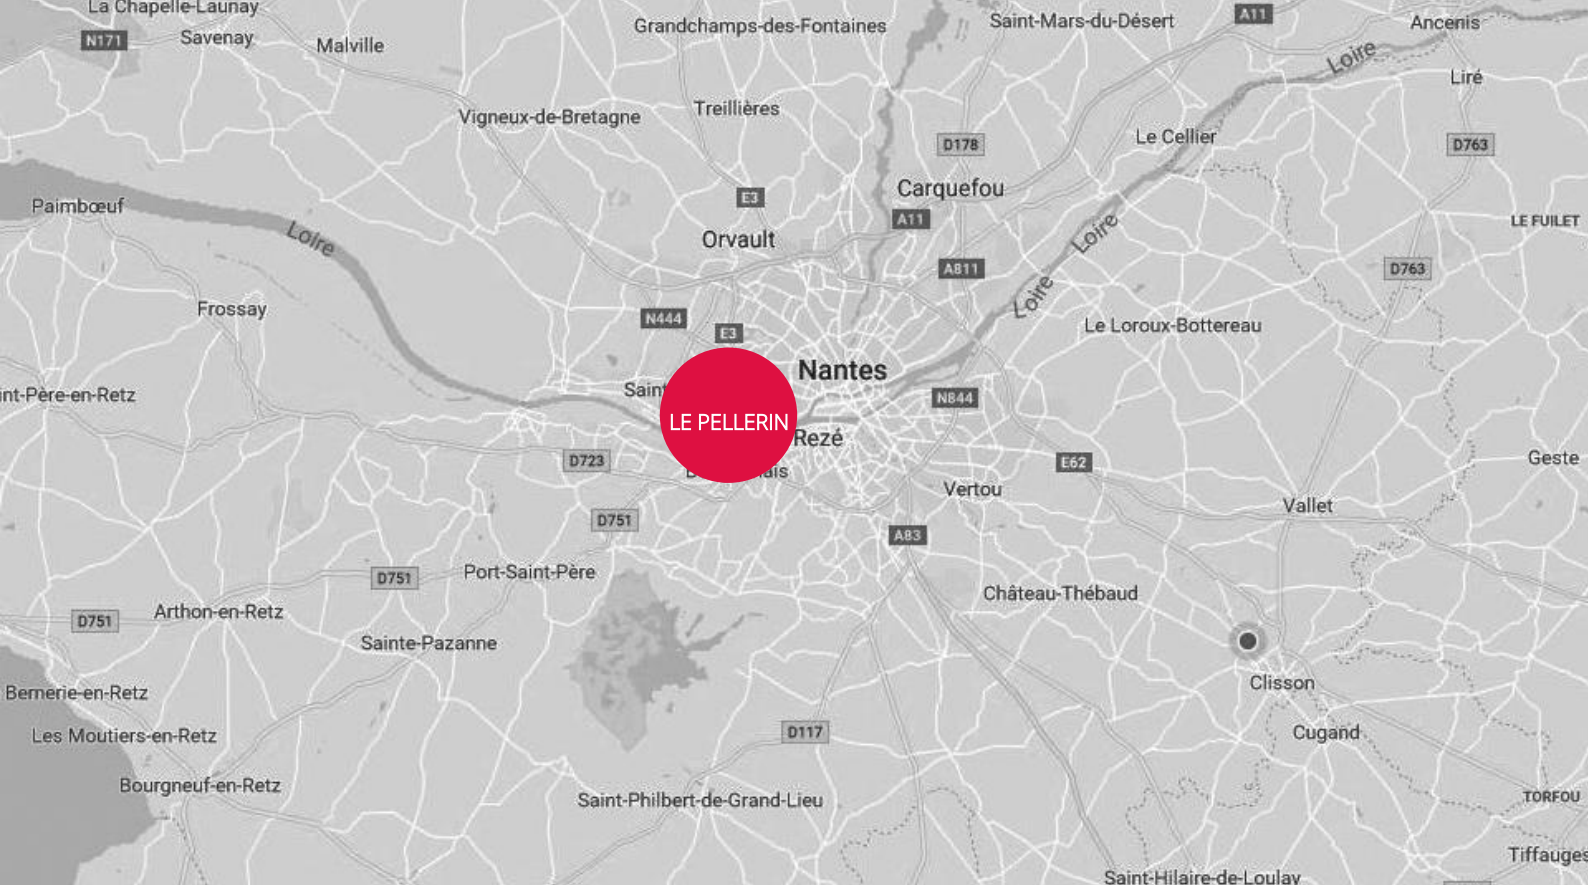 La Chapelle-Launay
Grandchamps-des-Fontaines
Saint-Mars-du-Désert
A11
Ancenis
N171
Savenay
Malville
Loire
Liré
Vigneux-de-Bretagne
Treillières
Le Cellier
D178
D763
Carquefou
E3
Paimbœuf
A11
LE FUILET
Loire
Orvault
Loire
A811
D763
Loire
Frossay
N444
E3
Le Loroux-Bottereau
Nantes
Saint
int-Père-en-Retz
N844
LE PELLERIN
Rezé
D723
ais
E62
Geste
Vertou
Vallet
D751
A83
Port-Saint-Père
D751
Château-Thébaud
Arthon-en-Retz
D751
Sainte-Pazanne
Clisson
Bernerie-en-Retz
Les Moutiers-en-Retz
D117
Cugand
Bourgneuf-en-Retz
Saint-Philbert-de-Grand-Lieu
TORFOU
Tiffauges
Saint-Hilaire-de-Loulay